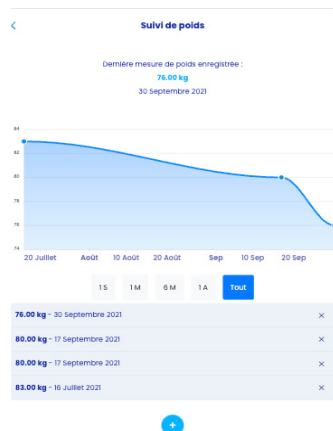 Suivi de poids
Dernière mesure de poids enregistrée :
76.00 kg
30 Septembre 2021
84
82
80
78
76
74
20 Juillet Août 10 Août 20 Août Sep 10 Sep 20 Sep
1 S 1 M 6 M 1 A Tout
76.00 kg - 30 Septembre 2021 ×
80.00 kg - 17 Septembre 2021 ×
80.00 kg - 17 Septembre 2021 ×
83.00 kg - 16 Juillet 2021 ×
+